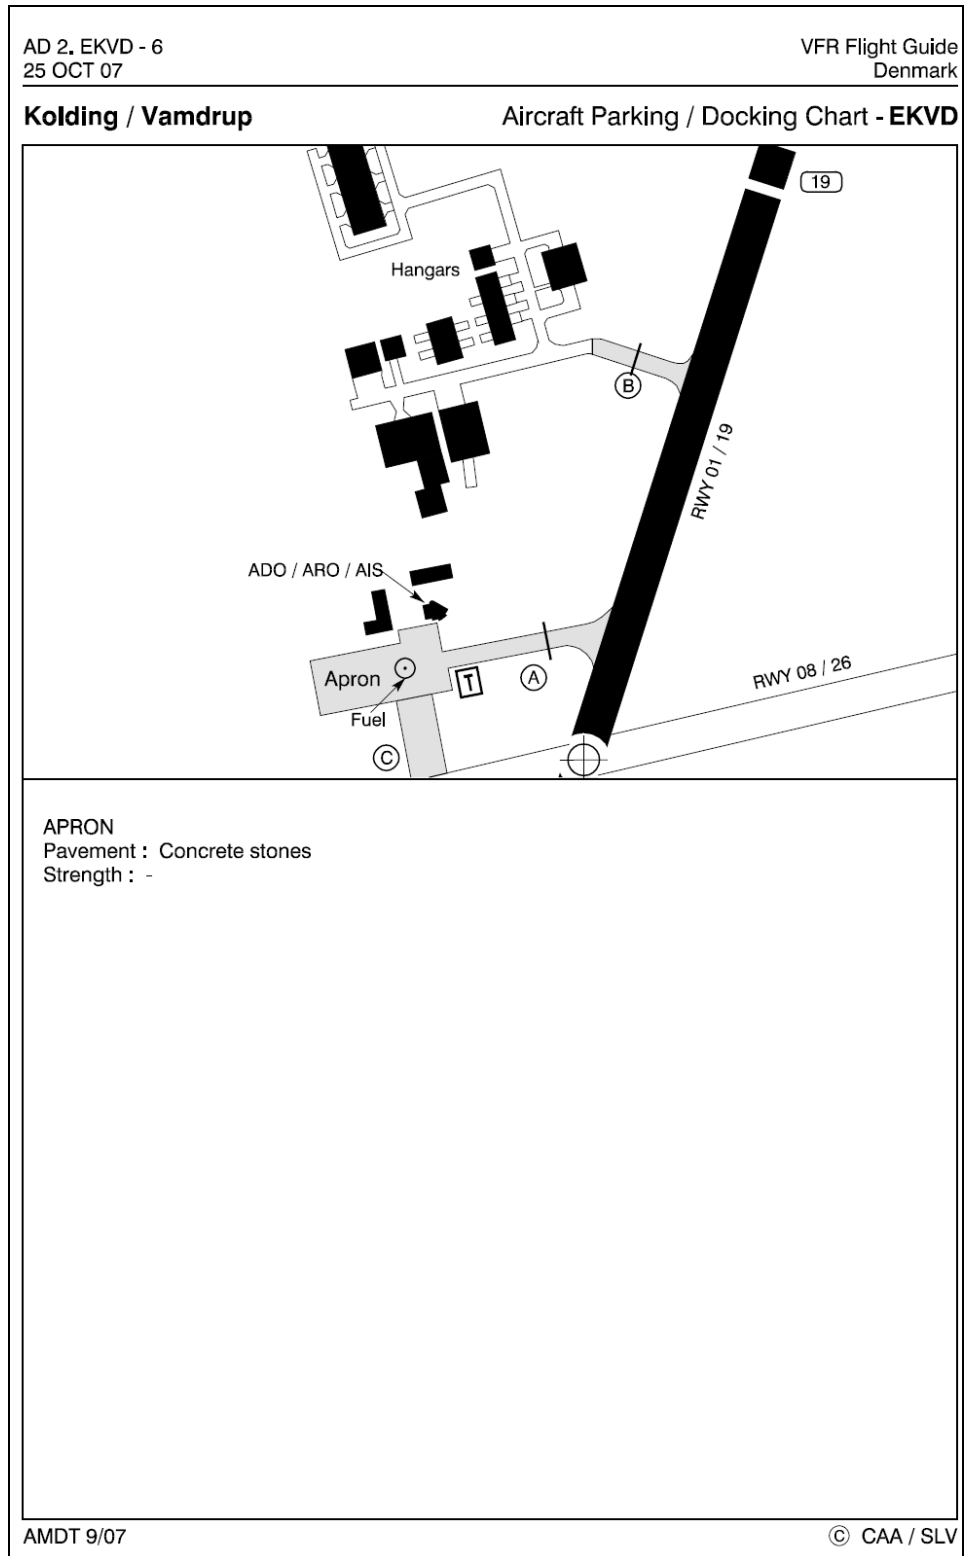 AD 2. EKVD - 6
VFR Flight Guide
25 OCT 07
Denmark
Kolding / Vamdrup
Aircraft Parking / Docking Chart - EKVD
19
Hangars
B
RWY 01 / 19
ADO / ARO / AIS
RWY 08 / 26
Apron
T
A
Fuel
C
APRON
Pavement : Concrete stones
Strength : -
AMDT 9/07
© CAA / SLV